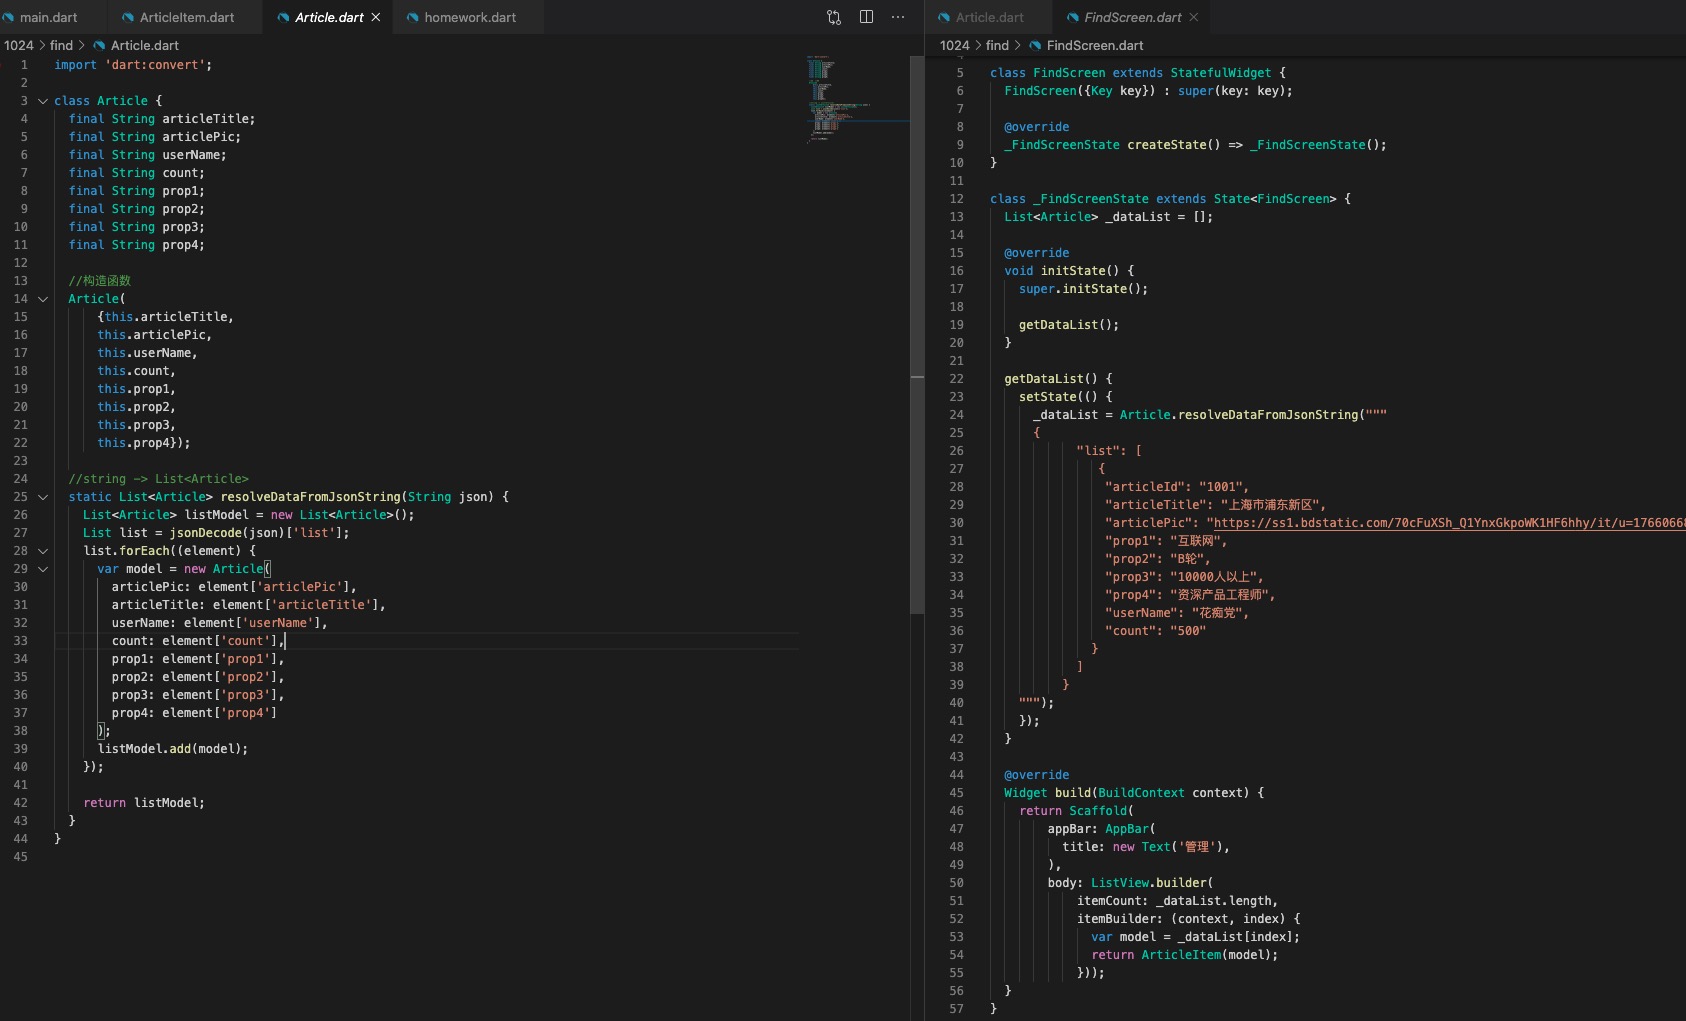 main.dart
ArticleItem.dart
Article.dart
homework.dart
1024 > find > Article.dart
1 import 'dart:convert';
2
3 class Article {
4 final String articleTitle;
5 final String articlePic;
6 final String userName;
7 final String count;
8 final String prop1;
9 final String prop2;
10 final String prop3;
11 final String prop4;
12
13 //构造函数
14 Article(
15 {this.articleTitle,
16 this.articlePic,
17 this.userName,
18 this.count,
19 this.prop1,
20 this.prop2,
21 this.prop3,
22 this.prop4});
23
24 //string -> List<Article>
25 static List<Article> resolveDataFromJsonString(String json) {
26 List<Article> listModel = new List<Article>();
27 List list = jsonDecode(json)['list'];
28 list.forEach((element) {
29 var model = new Article(
30 articlePic: element['articlePic'],
31 articleTitle: element['articleTitle'],
32 userName: element['userName'],
33 count: element['count'],
34 prop1: element['prop1'],
35 prop2: element['prop2'],
36 prop3: element['prop3'],
37 prop4: element['prop4']
38 );
39 listModel.add(model);
40 });
41
42 return listModel;
43 }
44 }
45
Article.dart
FindScreen.dart
1024 > find > FindScreen.dart
5 class FindScreen extends StatefulWidget {
6 FindScreen({Key key}) : super(key: key);
7
8 @override
9 _FindScreenState createState() => _FindScreenState();
10 }
11
12 class _FindScreenState extends State<FindScreen> {
13 List<Article> _dataList = [];
14
15 @override
16 void initState() {
17 super.initState();
18
19 getDataList();
20 }
21
22 getDataList() {
23 setState(() {
24 _dataList = Article.resolveDataFromJsonString("""
25 {
26 "list": [
27 {
28 "articleId": "1001",
29 "articleTitle": "上海市浦东新区",
30 "articlePic": "https://ss1.bdstatic.com/70cFuXSh_Q1YnxGkpoWK1HF6hhy/it/u=1766066
31 "prop1": "互联网",
32 "prop2": "B轮",
33 "prop3": "10000人以上",
34 "prop4": "资深产品工程师",
35 "userName": "花痴党",
36 "count": "500"
37 }
38 ]
39 }
40 """);
41 });
42 }
43
44 @override
45 Widget build(BuildContext context) {
46 return Scaffold(
47 appBar: AppBar(
48 title: new Text('管理'),
49 ),
50 body: ListView.builder(
51 itemCount: _dataList.length,
52 itemBuilder: (context, index) {
53 var model = _dataList[index];
54 return ArticleItem(model);
55 }));
56 }
57 }